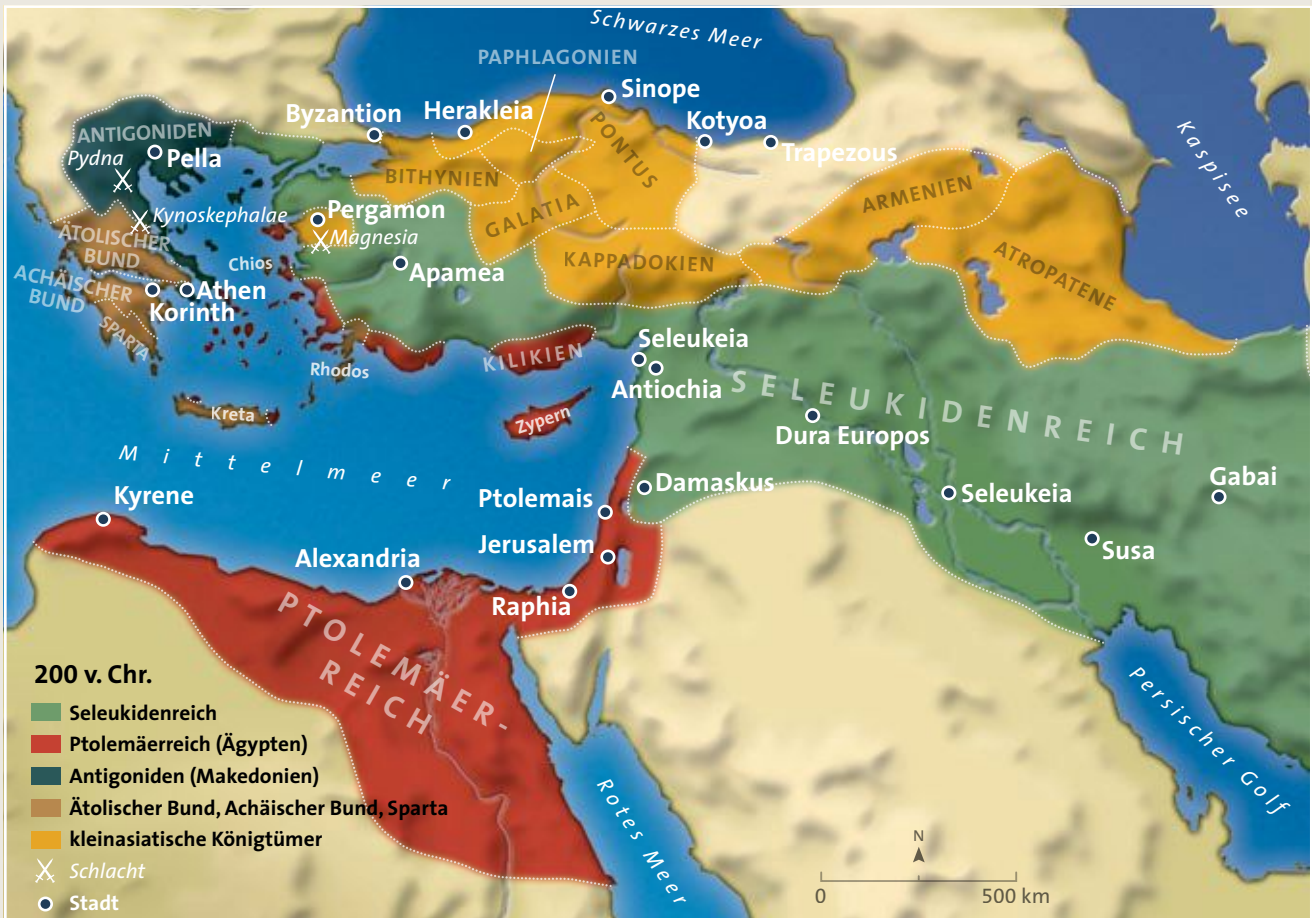 Schwarzes Meer
PAPHLAGONIEN
Sinope
Byzantion
Herakleia
PONTUS
Kotyoa
Trapezous
Kaspisee
ANTIGONIDEN
Pydna
Pella
BITHYNIEN
GALATIA
ARMENIEN
Kynoskephalae
Pergamon
Magnesia
ÄTOLISCHER
BUND
Chios
Apamea
KAPPADOKIEN
ATROPATENE
ACHÄISCHER
BUND
Athen
Korinth
SPARTA
Rhodos
KILIKIEN
Seleukeia
Antiochia
SELEUKIDENREICH
Kreta
Zypern
Dura Europos
Mittelmeer
Kyrene
Ptolemais
Damaskus
Seleukeia
Gabai
Alexandria
Jerusalem
Susa
Raphia
PTOLEMÄER-
REICH
Persischer Golf
Rotes Meer
200 v. Chr.
Seleukidenreich
Ptolemäerreich (Ägypten)
Antigoniden (Makedonien)
Ätolischer Bund, Achäischer Bund, Sparta
kleinasiatische Königtümer
Schlacht
Stadt
N
0 500 km